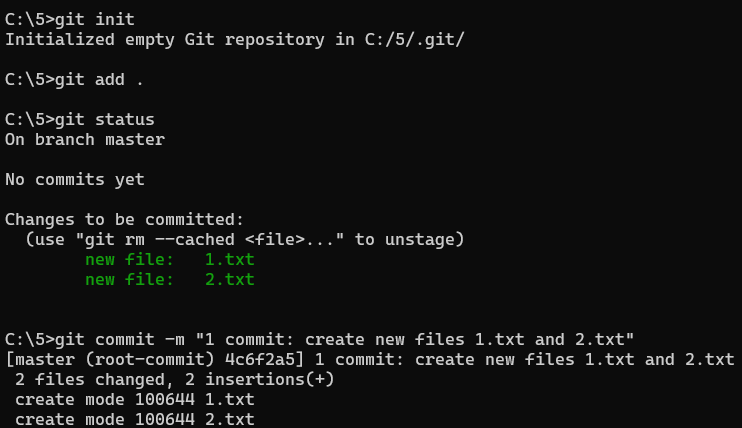 C:\5>git init
Initialized empty Git repository in C:/5/.git/
C:\5>git add .
C:\5>git status
On branch master
No commits yet
Changes to be committed:
  (use "git rm --cached <file>..." to unstage)
        new file:   1.txt
        new file:   2.txt
C:\5>git commit -m "1 commit: create new files 1.txt and 2.txt"
[master (root-commit) 4c6f2a5] 1 commit: create new files 1.txt and 2.txt
 2 files changed, 2 insertions(+)
 create mode 100644 1.txt
 create mode 100644 2.txt